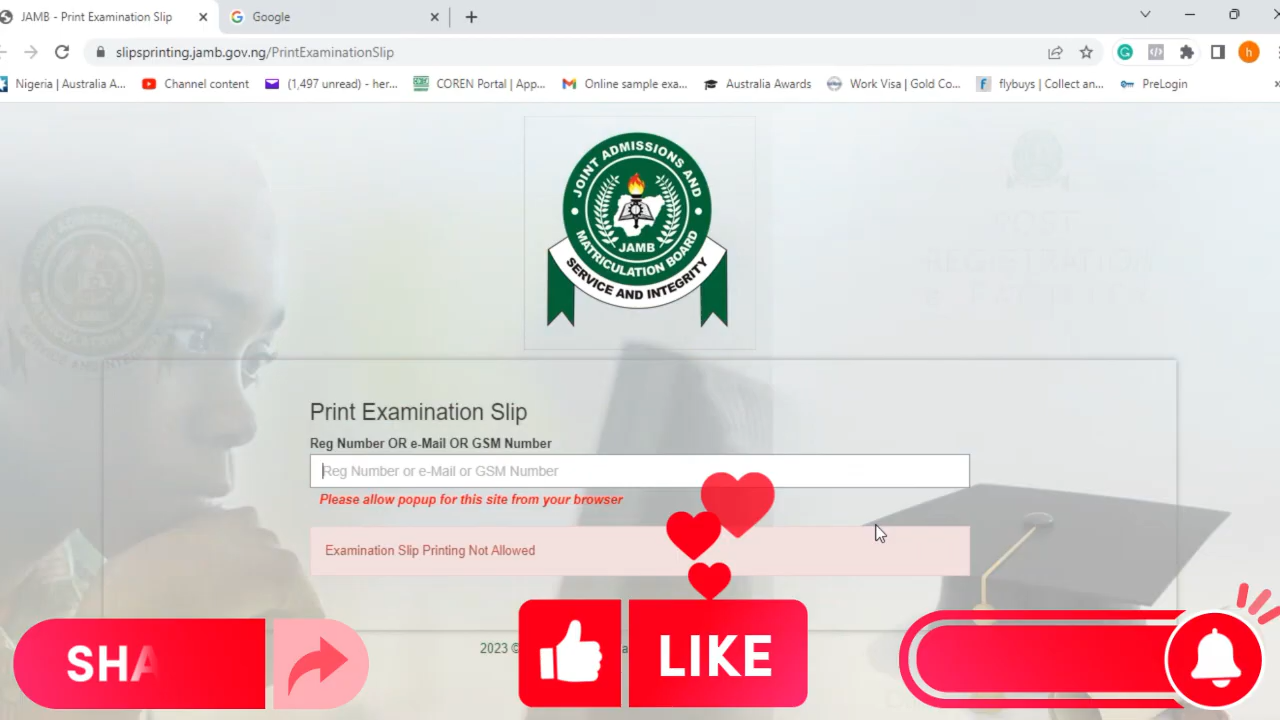 JAMB - Print Examination Slip
Google
slipsprinting.jamb.gov.ng/PrintExaminationSlip
h
Nigeria | Australia A...
Channel content
(1,497 unread) - her...
COREN Portal | App...
Online sample exa...
Australia Awards
Work Visa | Gold Co...
flybuys | Collect an...
PreLogin
JOINT ADMISSIONS AND
MATRICULATION BOARD
JAMB
SERVICE AND INTEGRITY
POST
REGISTRATION
Print Examination Slip
Reg Number OR e-Mail OR GSM Number
Reg Number or e-Mail or GSM Number
Please allow popup for this site from your browser
Examination Slip Printing Not Allowed
2023 ©
SHA
LIKE